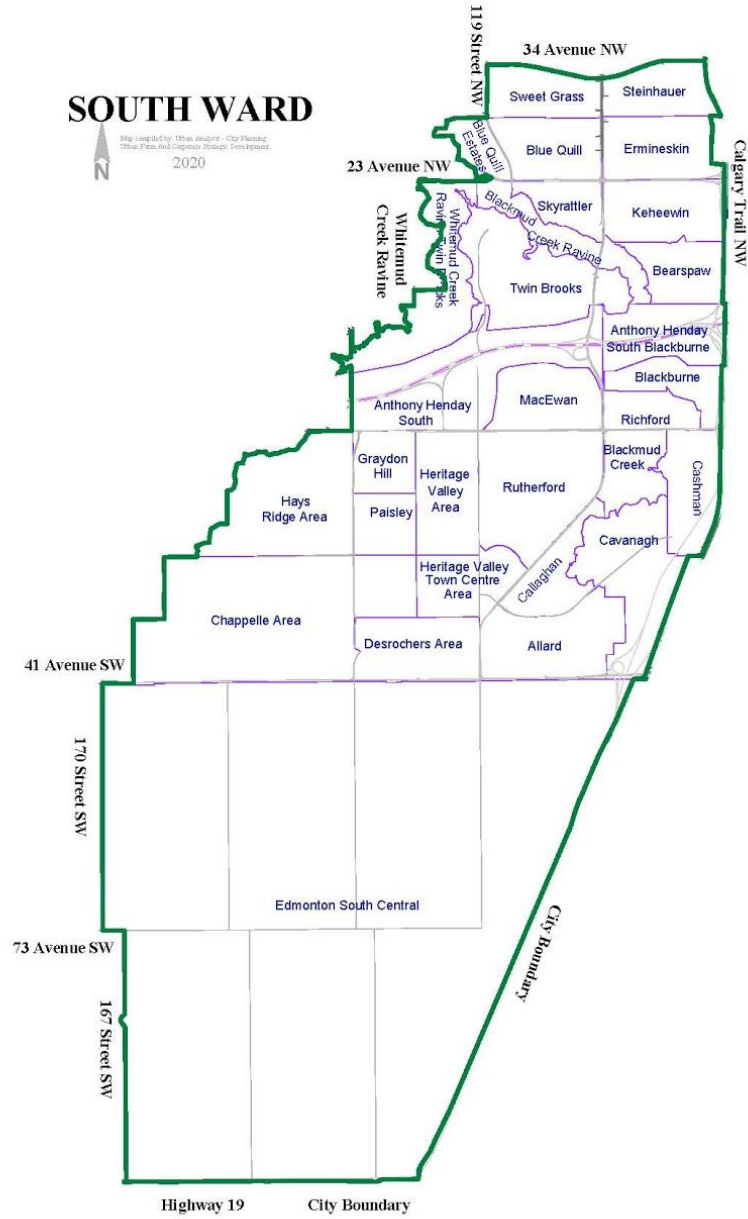 119 Street NW
34 Avenue NW
SOUTH WARD
Map compiled by: Urban Analyst - City Planning
Urban Form And Corporate Strategic Development
2020
N
Sweet Grass
Steinhauer
Blue Quill
Estates
Blue Quill
Ermineskin
23 Avenue NW
Calgary Trail NW
Whitemud
Creek Ravine
Whitemud Creek
Ravine Twin Brooks
Blackmud
Creek Ravine
Skyrattler
Keheewin
Bearspaw
Twin Brooks
Anthony Henday
South Blackburne
Blackburne
MacEwan
Anthony Henday
South
Richford
Graydon
Hill
Heritage
Valley
Area
Rutherford
Blackmud
Creek
Cashman
Hays
Ridge Area
Paisley
Cavanagh
Heritage Valley
Town Centre
Area
Callaghan
Chappelle Area
Desrochers Area
Allard
41 Avenue SW
170 Street SW
Edmonton South Central
City Boundary
73 Avenue SW
167 Street SW
Highway 19
City Boundary